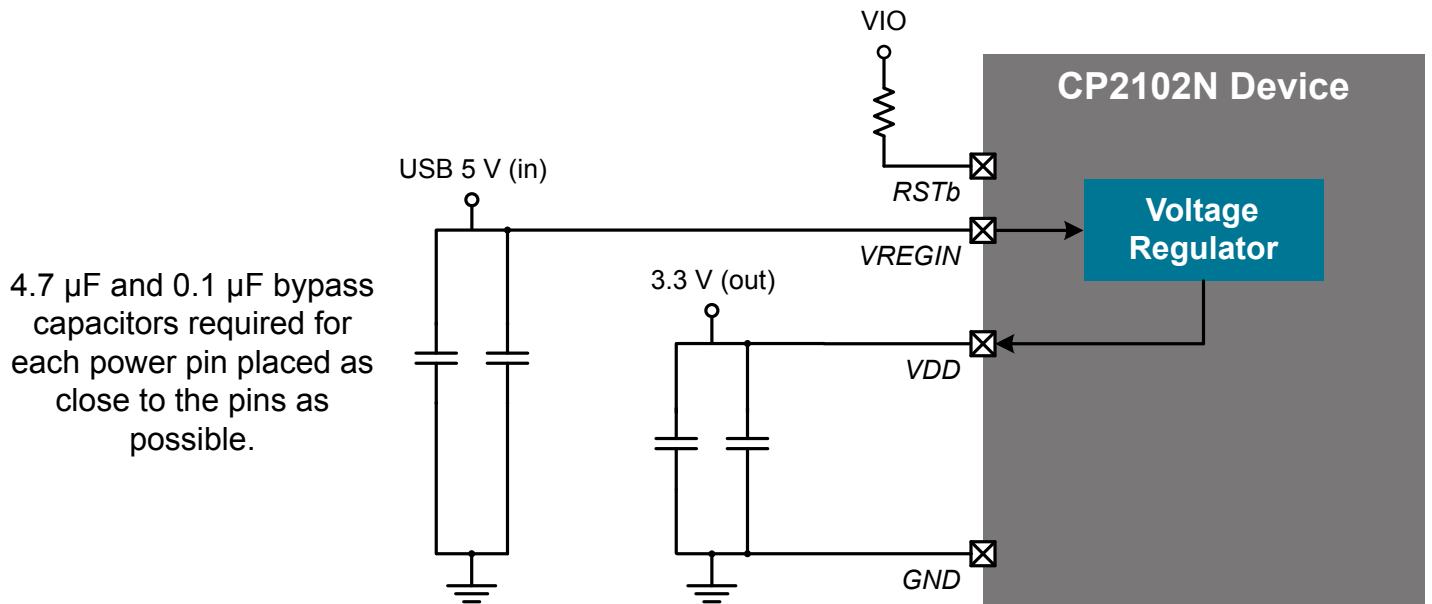 VIO
CP2102N Device
RSTb
USB 5 V (in)
Voltage
Regulator
VREGIN
4.7 µF and 0.1 µF bypass
capacitors required for
each power pin placed as
close to the pins as
possible.
3.3 V (out)
VDD
GND